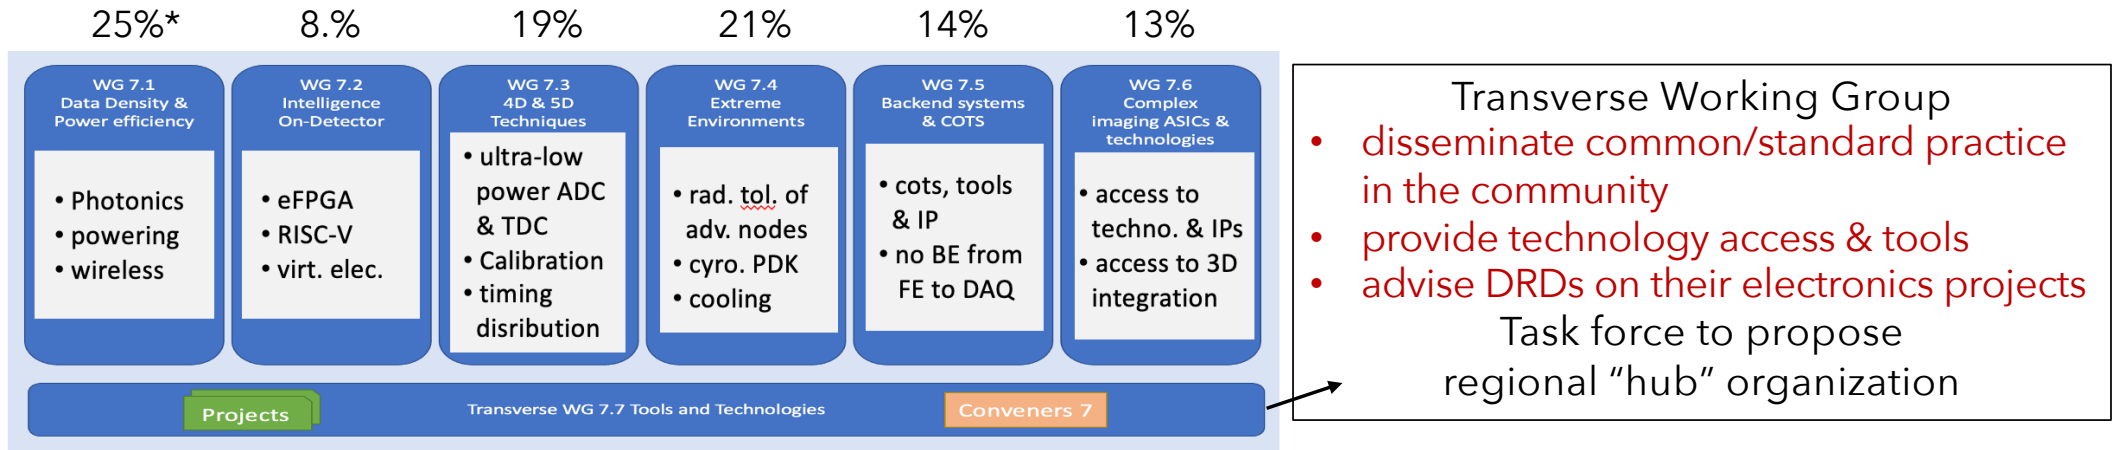 25%*
8.%
19%
21%
14%
13%
WG 7.1
Data Density &
Power efficiency
• Photonics
• powering
• wireless
WG 7.2
Intelligence
On-Detector
• eFPGA
• RISC-V
• virt. elec.
WG 7.3
4D & 5D
Techniques
• ultra-low
power ADC
& TDC
• Calibration
• timing
disribution
WG 7.4
Extreme
Environments
• rad. tol. of
adv. nodes
• cyro. PDK
• cooling
WG 7.5
Backend systems
& COTS
• cots, tools
& IP
• no BE from
FE to DAQ
WG 7.6
Complex
imaging ASICs &
technologies
• access to
techno. & IPs
• access to 3D
integration
Projects
Transverse WG 7.7 Tools and Technologies
Conveners 7
Transverse Working Group
• disseminate common/standard practice
in the community
• provide technology access & tools
• advise DRDs on their electronics projects
Task force to propose
regional “hub” organization